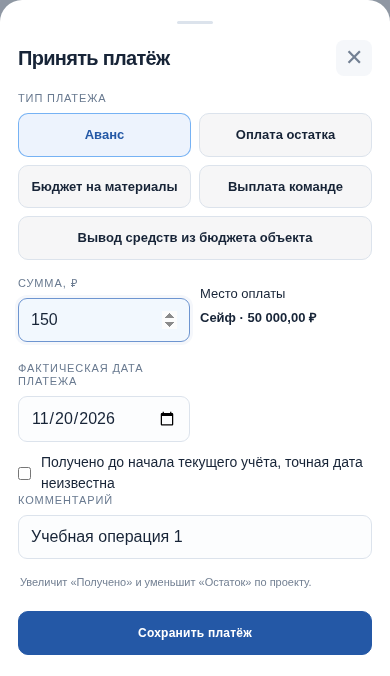 Принять платёж
ТИП ПЛАТЕЖА
Аванс
Оплата остатка
Бюджет на материалы
Выплата команде
Вывод средств из бюджета объекта
СУММА, ₽
150
Место оплаты
Сейф · 50 000,00 ₽
ФАКТИЧЕСКАЯ ДАТА
ПЛАТЕЖА
11/20/2026
Получено до начала текущего учёта, точная дата
неизвестна
КОММЕНТАРИЙ
Учебная операция 1
Увеличит «Получено» и уменьшит «Остаток» по проекту.
Сохранить платёж